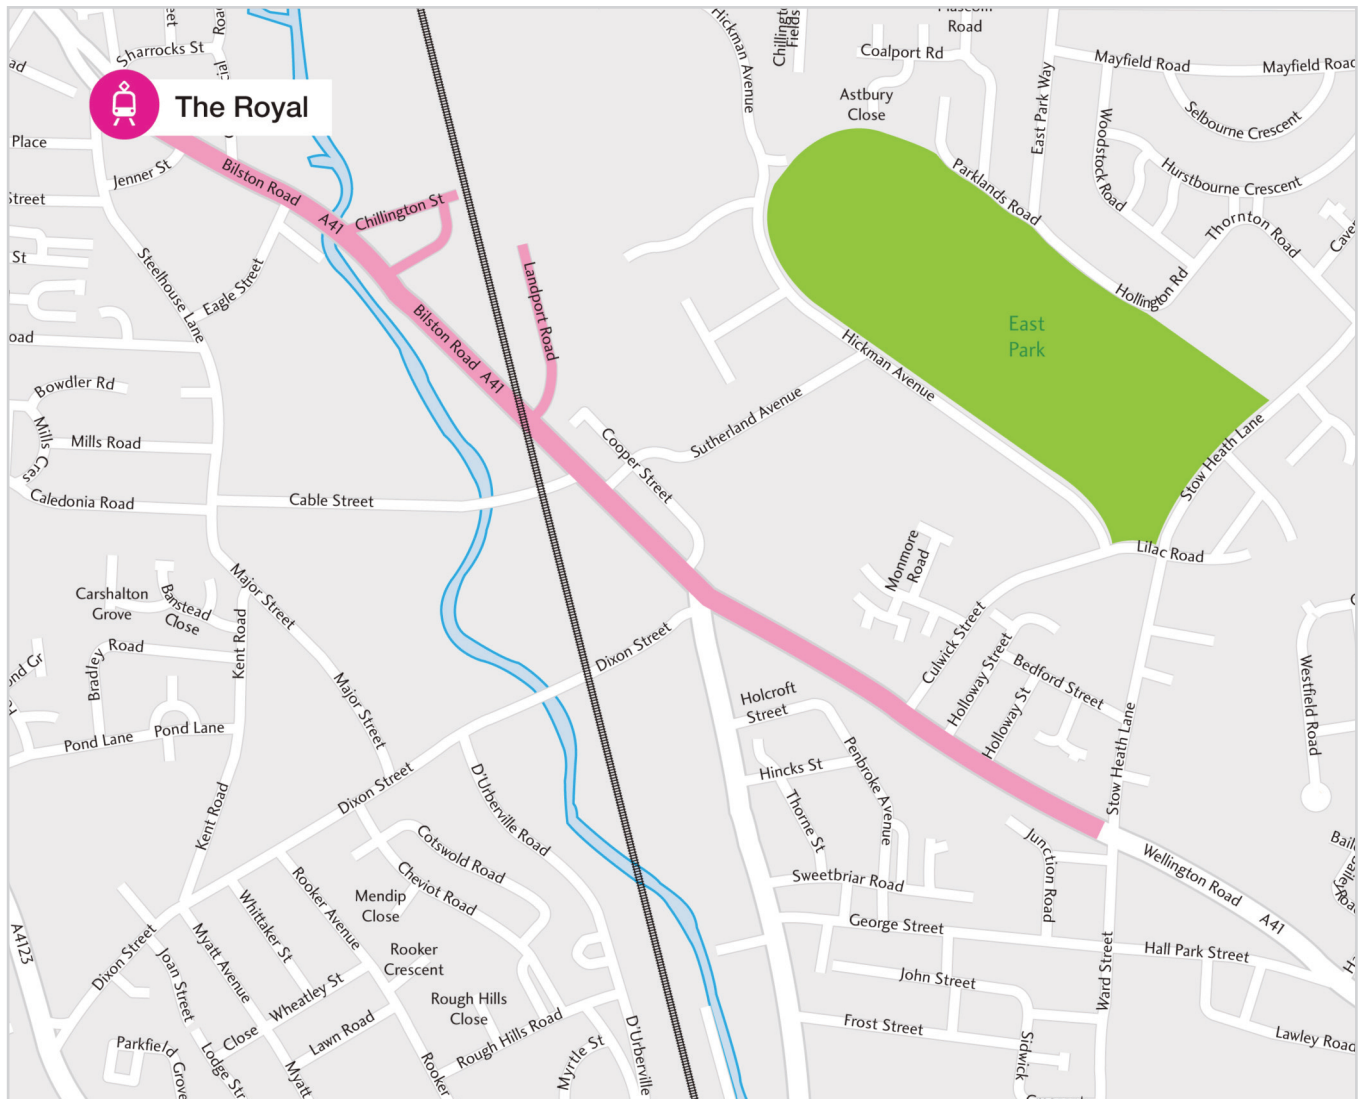 Sharrocks St
The Royal
Place
Jenner St
Street
St
Bilston Road
A41
Chillington St
Steelhouse Lane
Eagle Street
Landport Road
Bilston Road A41
Bowdler Rd
Mills Cres
Mills Road
Caledonia Road
Cable Street
Cooper Street
Sutherland Avenue
Hickman Avenue
Chillington
Fields
Road
Coalport Rd
Astbury
Close
East Park Way
Mayfield Road
Mayfield Road
Selbourne Crescent
Woodstock Road
Hurstbourne Crescent
Parklands Road
Thornton Road
Hollington Rd
East
Park
Hickman Avenue
Stow Heath Lane
Lilac Road
Monmore
Road
Culwick Street
Holloway Street
Holloway St
Bedford Street
Stow Heath Lane
Westfield Road
Carshalton
Grove
Banstead
Close
Major Street
Kent Road
Bradley Road
Major Street
Pond Lane
Pond Lane
Kent Road
Dixon Street
Dixon Street
Holcroft
Street
Hincks St
Penbroke Avenue
Thorne St
Sweetbriar Road
Junction Road
Wellington Road
A41
George Street
Hall Park Street
John Street
Ward Street
Frost Street
Sidwick
Lawley Road
D'Urberville Road
Cotswold Road
Cheviot Road
Mendip
Close
Rooker Avenue
Whittaker St
Rooker
Crescent
Myatt Avenue
Wheatley St
Dixon Street
Joan Street
A4123
Rough Hills
Close
Rough Hills Road
Close
Lawn Road
Parkfield
Grove
Lodge
Myatt
Rooker
Myrtle St
D'Urberville